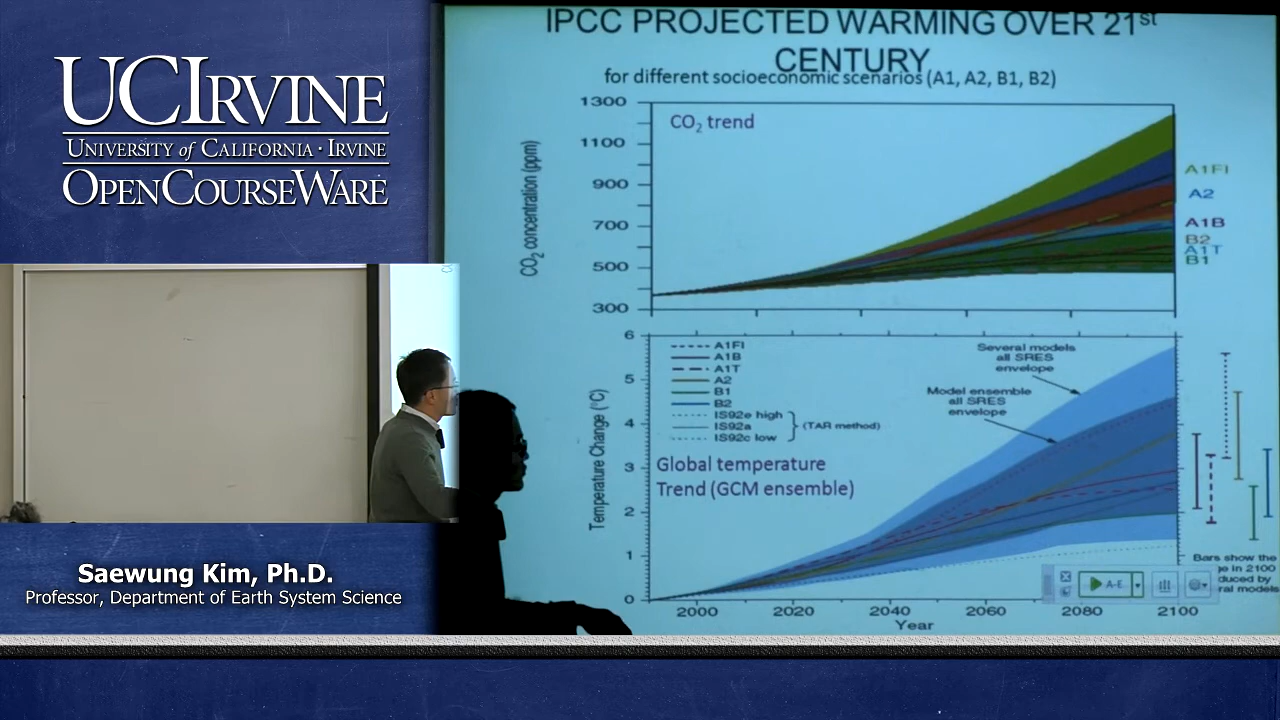 UCIRVINE
UNIVERSITY of CALIFORNIA · IRVINE
OPENCOURSEWARE
Saewung Kim, Ph.D.
Professor, Department of Earth System Science
IPCC PROJECTED WARMING OVER 21st
CENTURY
for different socioeconomic scenarios (A1, A2, B1, B2)
CO2 trend
CO2 concentration (ppm)
1300
1100
900
700
500
300
A1FI
A2
A1B
B2
A1T
B1
Temperature Change (°C)
6
5
4
3
2
1
0
A1FI
A1B
A1T
A2
B1
B2
IS92e high
IS92a
IS92c low
(TAR method)
Several models
all SRES
envelope
Model ensemble
all SRES
envelope
Global temperature
Trend (GCM ensemble)
Bars show the
ge in 2100
duced by
ral models
A-E
2000
2020
2040
2060
2080
2100
Year